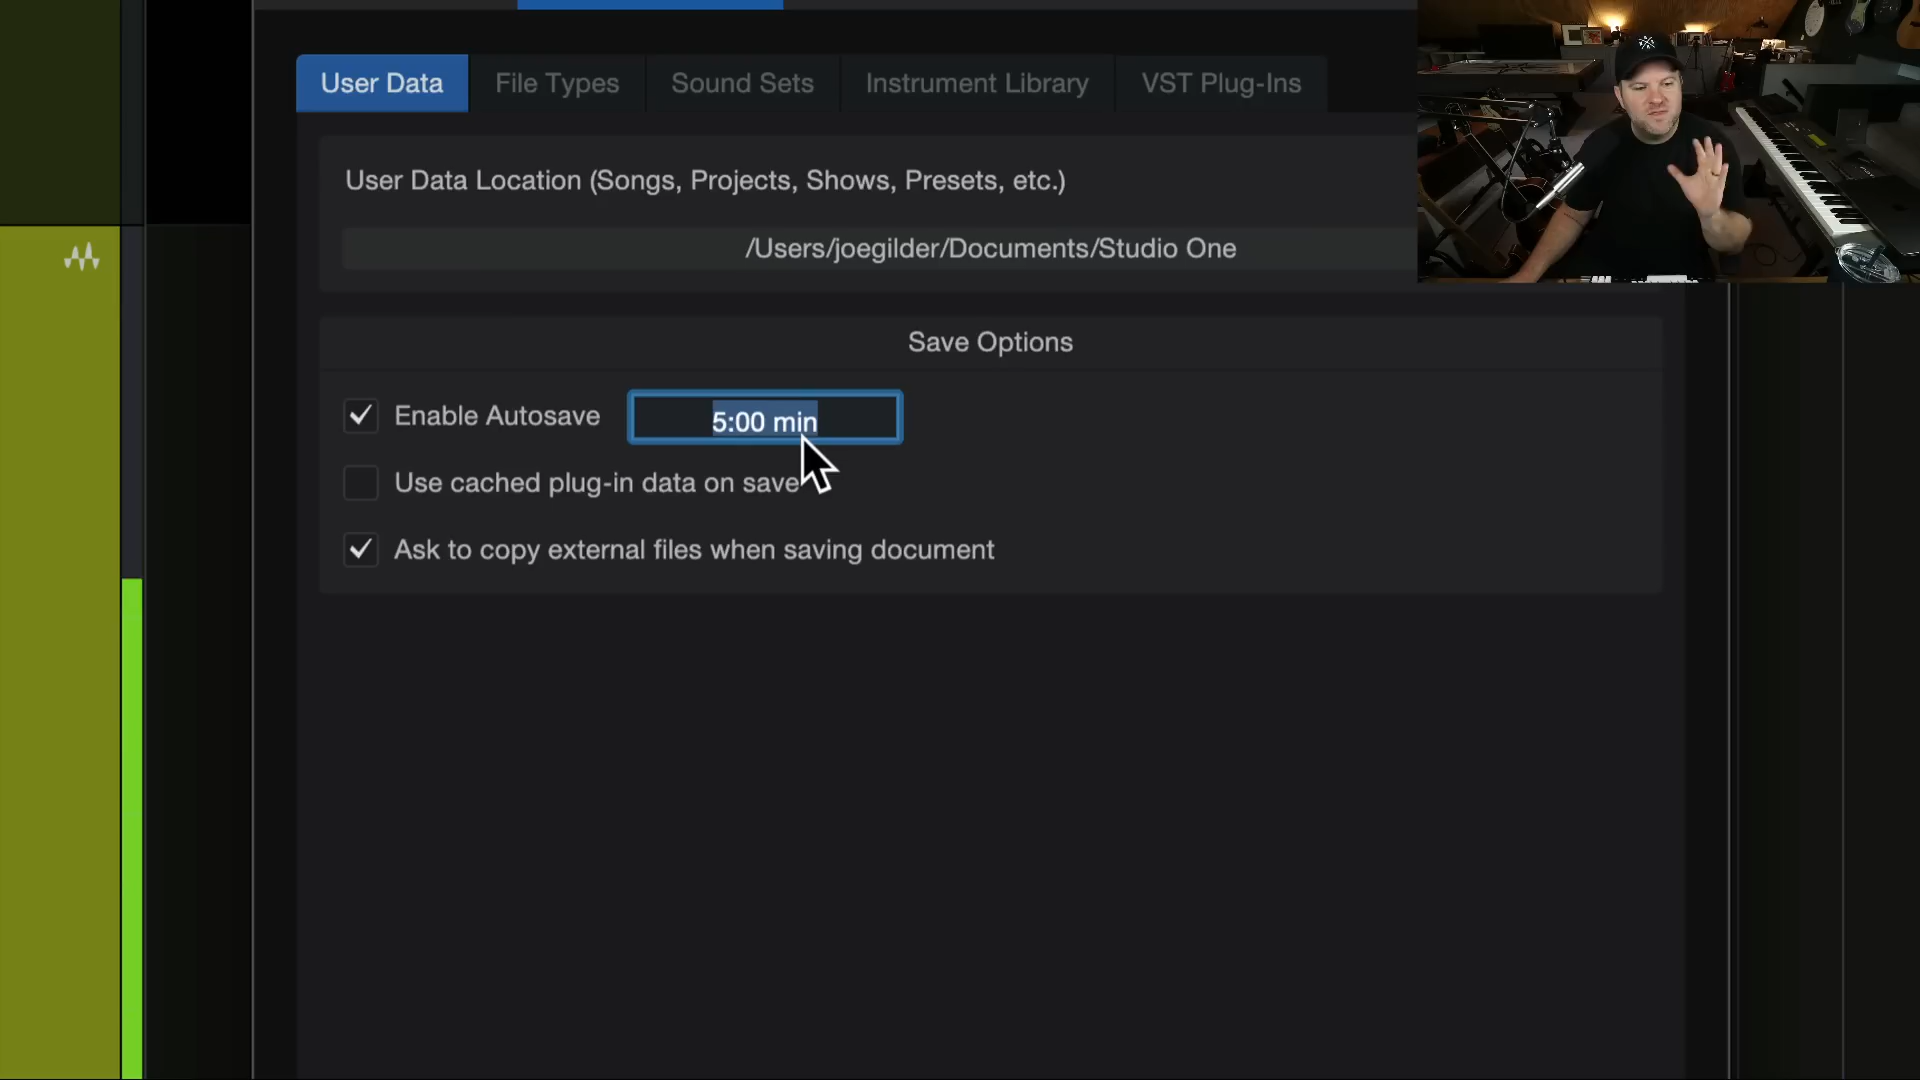 User Data
File Types
Sound Sets
Instrument Library
VST Plug-Ins
User Data Location (Songs, Projects, Shows, Presets, etc.)
/Users/joegilder/Documents/Studio One
Save Options
Enable Autosave
5:00 min
Use cached plug-in data on save
Ask to copy external files when saving document